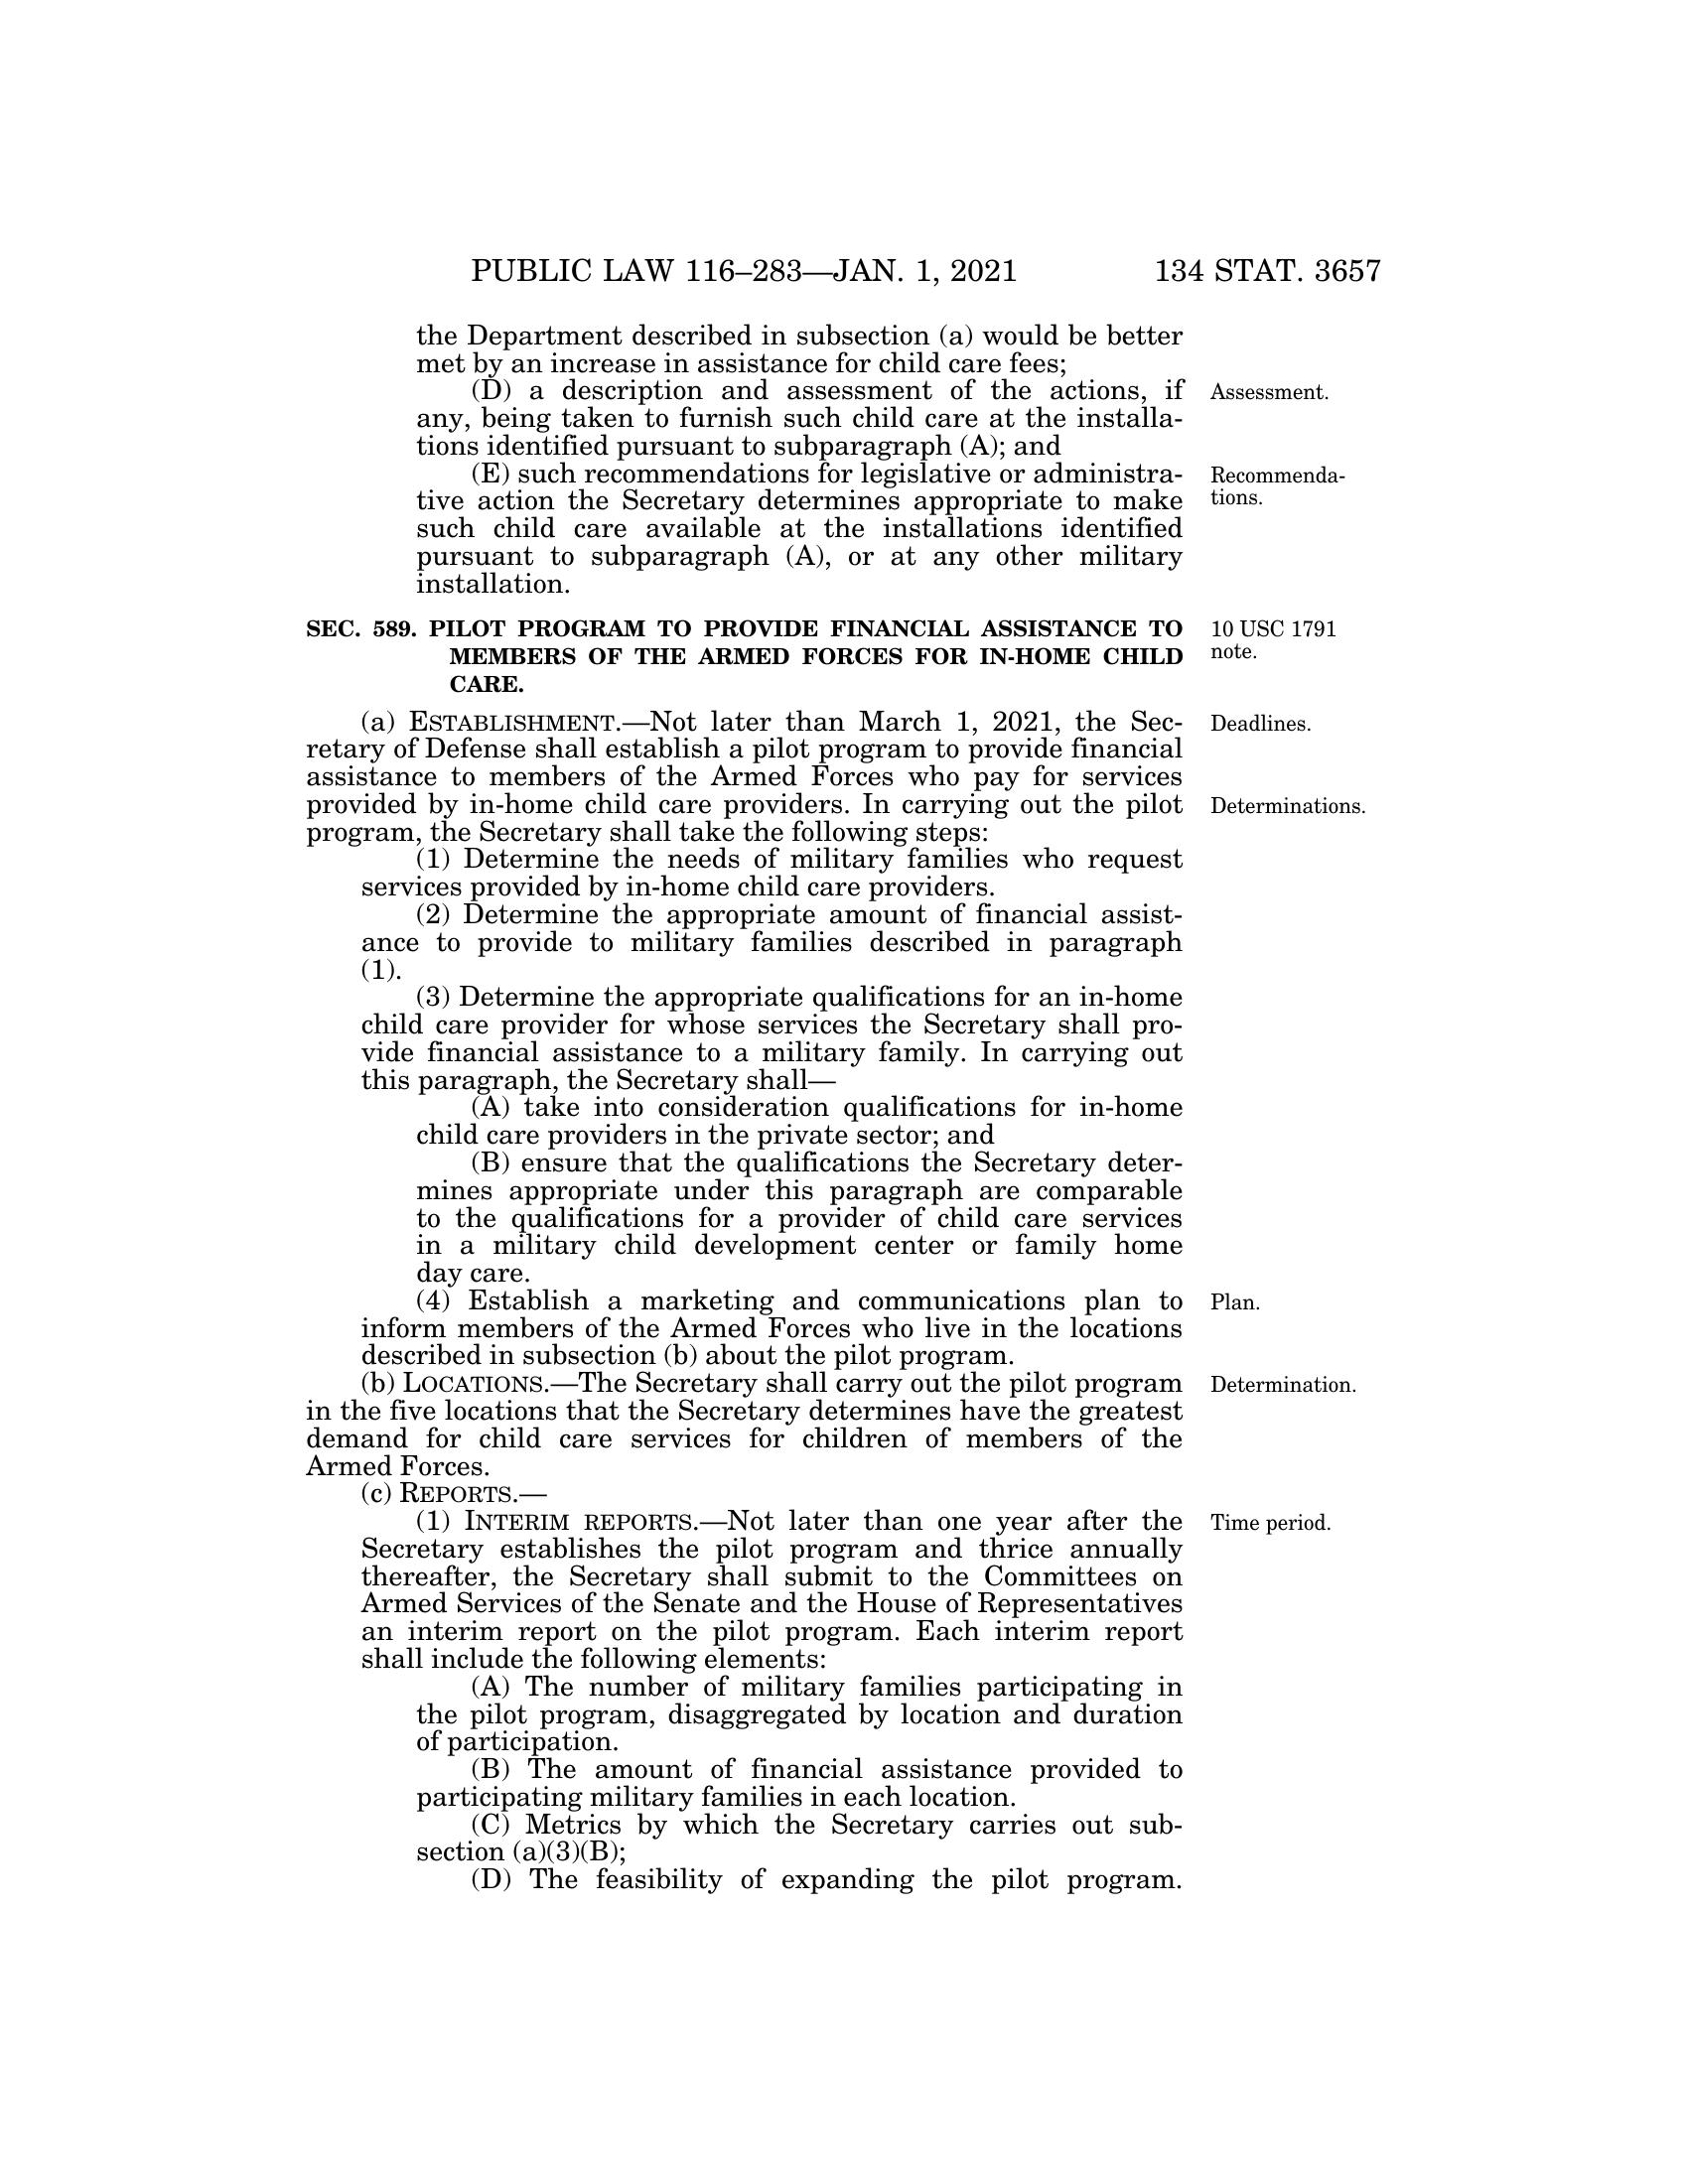 PUBLIC LAW 116–283—JAN. 1, 2021 134 STAT. 3657
the Department described in subsection (a) would be better
met by an increase in assistance for child care fees;
(D) a description and assessment of the actions, if
any, being taken to furnish such child care at the installa-
tions identified pursuant to subparagraph (A); and
(E) such recommendations for legislative or administra-
tive action the Secretary determines appropriate to make
such child care available at the installations identified
pursuant to subparagraph (A), or at any other military
installation.
Assessment.
Recommenda-
tions.
SEC. 589. PILOT PROGRAM TO PROVIDE FINANCIAL ASSISTANCE TO
MEMBERS OF THE ARMED FORCES FOR IN-HOME CHILD
CARE.
10 USC 1791
note.
(a) ESTABLISHMENT.—Not later than March 1, 2021, the Sec-
retary of Defense shall establish a pilot program to provide financial
assistance to members of the Armed Forces who pay for services
provided by in-home child care providers. In carrying out the pilot
program, the Secretary shall take the following steps:
Deadlines.
Determinations.
(1) Determine the needs of military families who request
services provided by in-home child care providers.
(2) Determine the appropriate amount of financial assist-
ance to provide to military families described in paragraph
(1).
(3) Determine the appropriate qualifications for an in-home
child care provider for whose services the Secretary shall pro-
vide financial assistance to a military family. In carrying out
this paragraph, the Secretary shall—
(A) take into consideration qualifications for in-home
child care providers in the private sector; and
(B) ensure that the qualifications the Secretary deter-
mines appropriate under this paragraph are comparable
to the qualifications for a provider of child care services
in a military child development center or family home
day care.
(4) Establish a marketing and communications plan to
inform members of the Armed Forces who live in the locations
described in subsection (b) about the pilot program.
Plan.
(b) LOCATIONS.—The Secretary shall carry out the pilot program
in the five locations that the Secretary determines have the greatest
demand for child care services for children of members of the
Armed Forces.
Determination.
(c) REPORTS.—
(1) INTERIM REPORTS.—Not later than one year after the
Secretary establishes the pilot program and thrice annually
thereafter, the Secretary shall submit to the Committees on
Armed Services of the Senate and the House of Representatives
an interim report on the pilot program. Each interim report
shall include the following elements:
Time period.
(A) The number of military families participating in
the pilot program, disaggregated by location and duration
of participation.
(B) The amount of financial assistance provided to
participating military families in each location.
(C) Metrics by which the Secretary carries out sub-
section (a)(3)(B);
(D) The feasibility of expanding the pilot program.